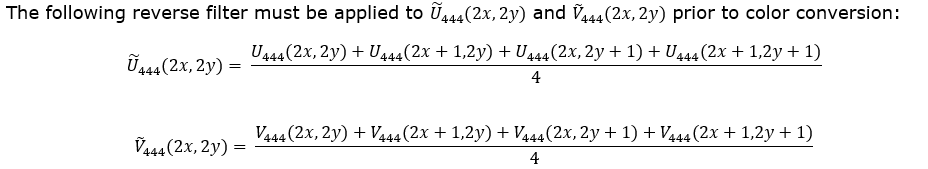 The following reverse filter must be applied to Ũ₄₄₄(2x, 2y) and Ṽ₄₄₄(2x, 2y) prior to color conversion:
Ũ₄₄₄(2x, 2y) = (U₄₄₄(2x, 2y) + U₄₄₄(2x + 1,2y) + U₄₄₄(2x, 2y + 1) + U₄₄₄(2x + 1,2y + 1)) / 4
Ṽ₄₄₄(2x, 2y) = (V₄₄₄(2x, 2y) + V₄₄₄(2x + 1,2y) + V₄₄₄(2x, 2y + 1) + V₄₄₄(2x + 1,2y + 1)) / 4